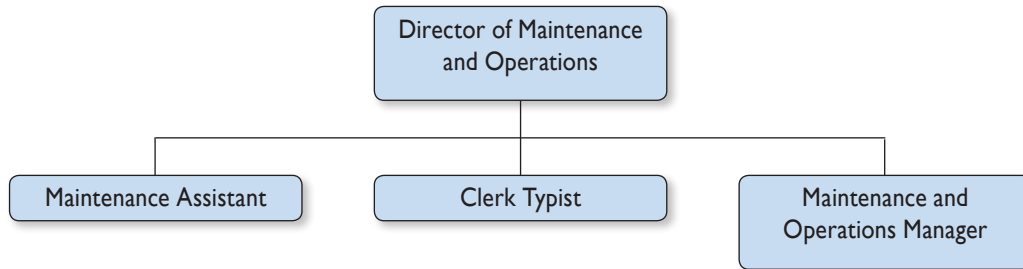 Director of Maintenance
and Operations
Maintenance Assistant
Clerk Typist
Maintenance and
Operations Manager